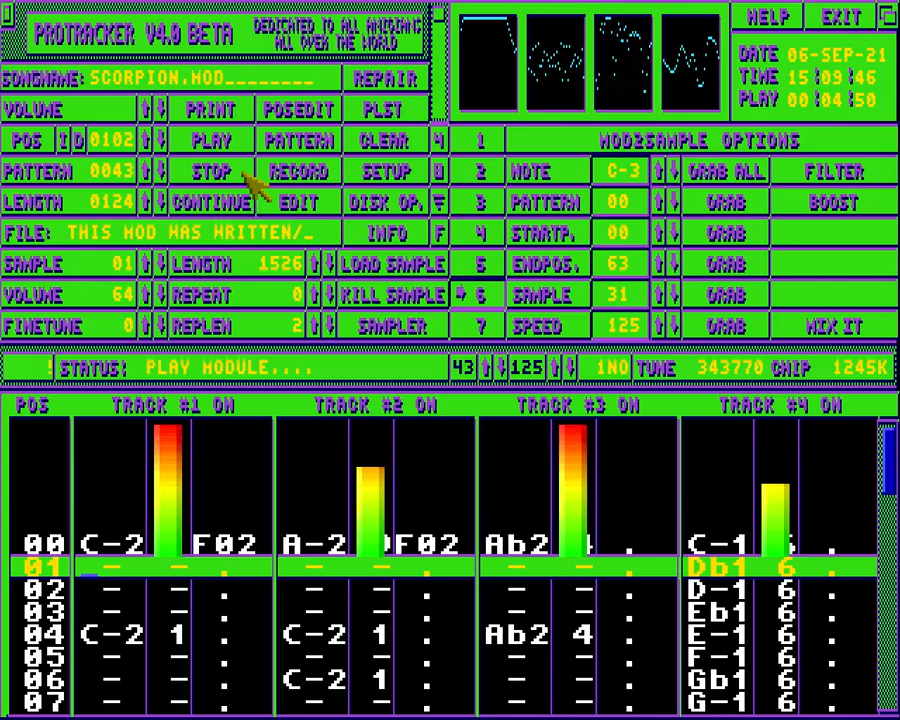 PROTRACKER V4.0 BETA DEDICATED TO ALL AMIGIANS HELP EXIT
ALL OVER THE WORLD
DATE 06-SEP-21
SONGNAME: SCORPION.MOD________ REPAIR TIME 15:09:46
VOLUME PRINT POSEDIT PLST PLAY 00:04:50
POS I D 0102 PLAY PATTERN CLEAR 1 MOD2SAMPLE OPTIONS
PATTERN 0043 STOP RECORD SETUP 2 NOTE C-3 GRAB ALL FILTER
LENGTH 0124 CONTINUE EDIT DISK OP. 3 PATTERN 00 GRAB BOOST
FILE: THIS MOD HAS WRITTEN/_ INFO F 4 STARTP. 00 GRAB
SAMPLE 01 LENGTH 1526 LOAD SAMPLE 5 ENDPOS. 63 GRAB
VOLUME 64 REPEAT 0 KILL SAMPLE 6 SAMPLE 31 GRAB
FINETUNE 0 REPLEN 2 SAMPLER 7 SPEED 125 GRAB MIX IT
! STATUS: PLAY MODULE.... 43 125 1NO TUNE 343770 CHIP 1245K
POS TRACK #1 ON TRACK #2 ON TRACK #3 ON TRACK #4 ON
00 C-2 F02 A-2 F02 Ab2 . C-1 .
01 – – . – – . – – . Db1 6 .
02 – – . – – . – – . D-1 6 .
03 – – . – – . – – . Eb1 6 .
04 C-2 1 . C-2 1 . Ab2 4 . E-1 6 .
05 – – . – – . – – . F-1 6 .
06 – – . C-2 1 . – – . Gb1 6 .
07 – – . – – . – – . G-1 6 .